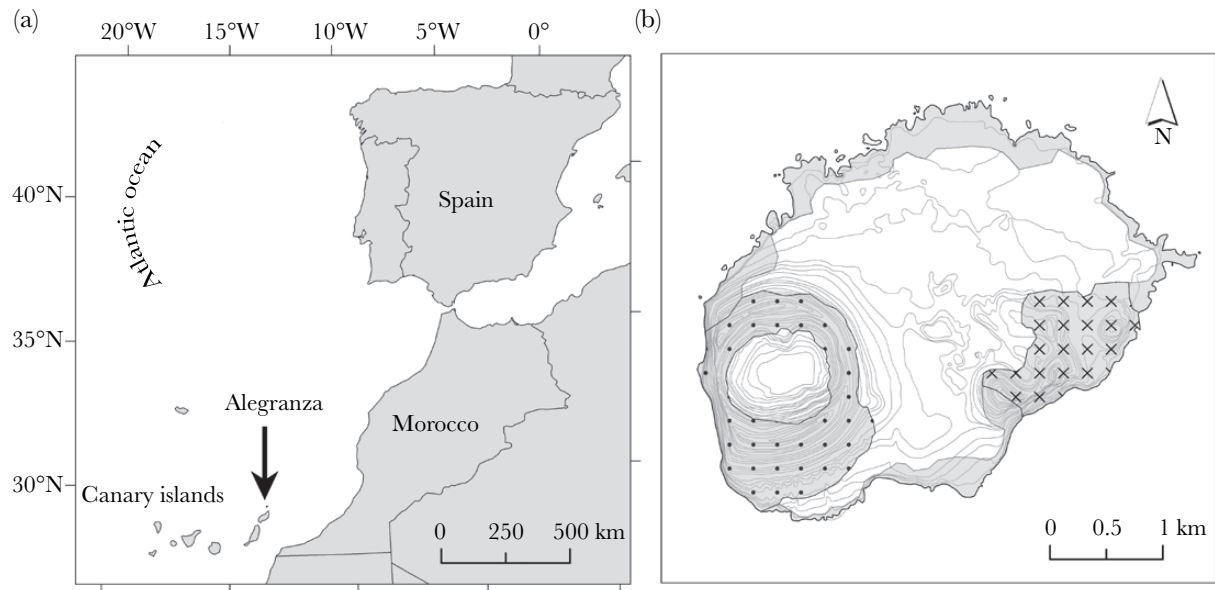 (a)
20°W 15°W 10°W 5°W 0°
40°N
35°N
30°N
Atlantic ocean
Spain
Morocco
Alegranza
Canary islands
0 250 500 km
(b)
N
0 0.5 1 km